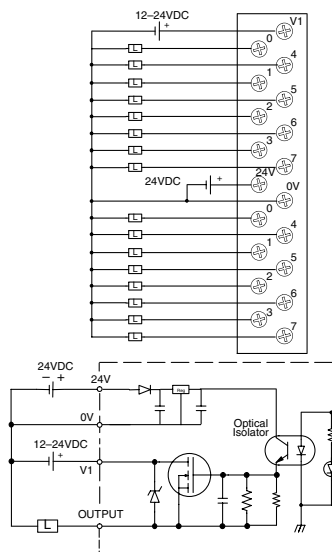 12–24VDC
V1
L
0
L
4
L
1
L
5
L
2
L
6
L
3
L
7
24VDC
24V
0V
L
0
L
4
L
1
L
5
L
2
L
6
L
3
L
7
24VDC
24V
Reg
0V
Optical
Isolator
12–24VDC
V1
OUTPUT
L